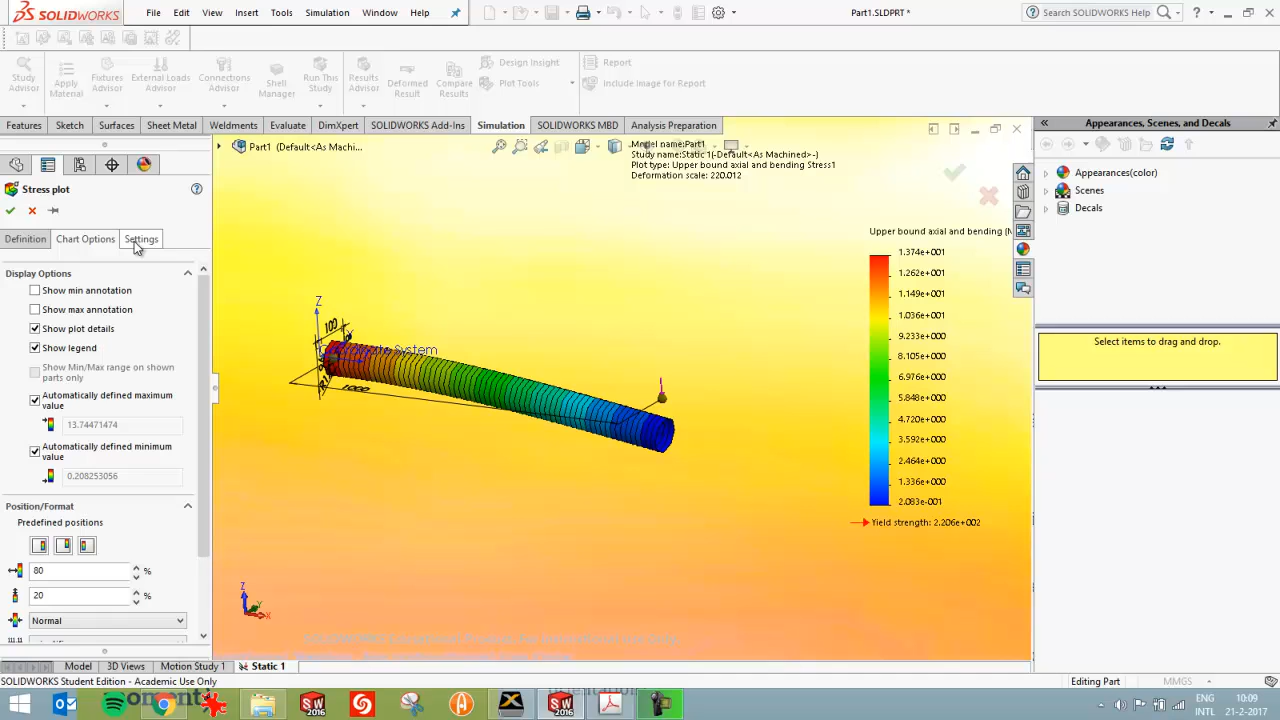 SOLIDWORKS File Edit View Insert Tools Simulation Window Help Part1.SLDPRT * Search SOLIDWORKS Help
Study Advisor
Apply Material
Fixtures Advisor
External Loads Advisor
Connections Advisor
Shell Manager
Run This Study
Results Advisor
Deformed Result
Compare Results
Design Insight
Plot Tools
Report
Include Image for Report
Features Sketch Surfaces Sheet Metal Weldments Evaluate DimXpert SOLIDWORKS Add-Ins Simulation SOLIDWORKS MBD Analysis Preparation
Appearances, Scenes, and Decals
Appearances(color)
Scenes
Decals
Select items to drag and drop.
Stress plot
Definition Chart Options Settings
Display Options
Show min annotation
Show max annotation
Show plot details
Show legend
Show Min/Max range on shown
parts only
Automatically defined maximum
value
13.74471474
Automatically defined minimum
value
0.208253056
Position/Format
Predefined positions
80 %
20 %
Normal
Part1 (Default<As Machi...
Model name:Part1
Study name:Static 1(-Default<As Machined>-)
Plot type: Upper bound axial and bending Stress1
Deformation scale: 220.012
Upper bound axial and bending (N
1.374e+001
1.262e+001
1.149e+001
1.036e+001
9.233e+000
8.105e+000
6.976e+000
5.848e+000
4.720e+000
3.592e+000
2.464e+000
1.336e+000
2.083e-001
Yield strength: 2.206e+002
Z
100
1000
Z
Y
X
Model 3D Views Motion Study 1 Static 1
SOLIDWORKS Student Edition - Academic Use Only
Editing Part MMGS
ENG
INTL
10:09
21-2-2017